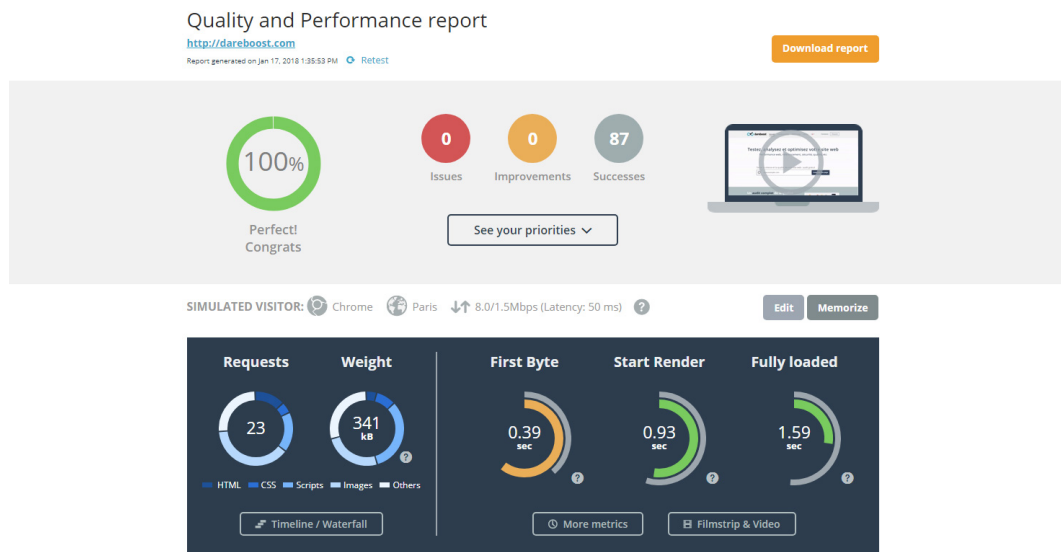 Quality and Performance report
http://dareboost.com
Report generated on Jan 17, 2018 1:35:53 PM Retest
Download report
100%
Perfect!
Congrats
0 0 87
Issues Improvements Successes
See your priorities
SIMULATED VISITOR: Chrome Paris 8.0/1.5Mbps (Latency: 50 ms) ?
Edit Memorize
Requests Weight First Byte Start Render Fully loaded
23
341
kB
?
0.39
sec
?
0.93
sec
?
1.59
sec
?
HTML CSS Scripts Images Others
Timeline / Waterfall More metrics Filmstrip & Video